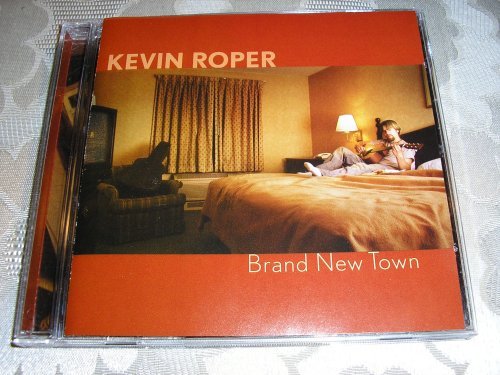 KEVIN ROPER
Brand New Town